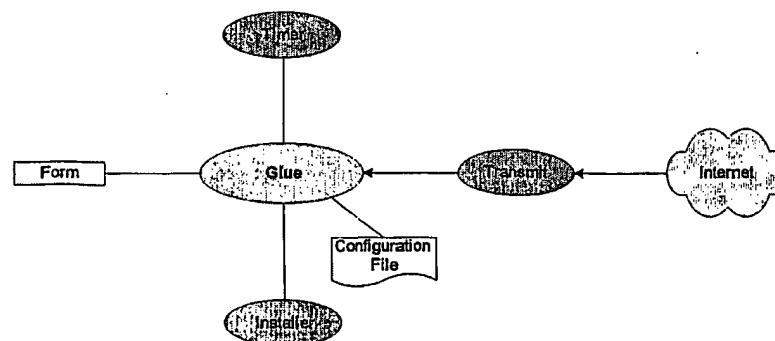 Timer
Form
Glue
Transmit
Internet
Configuration
File
Installer